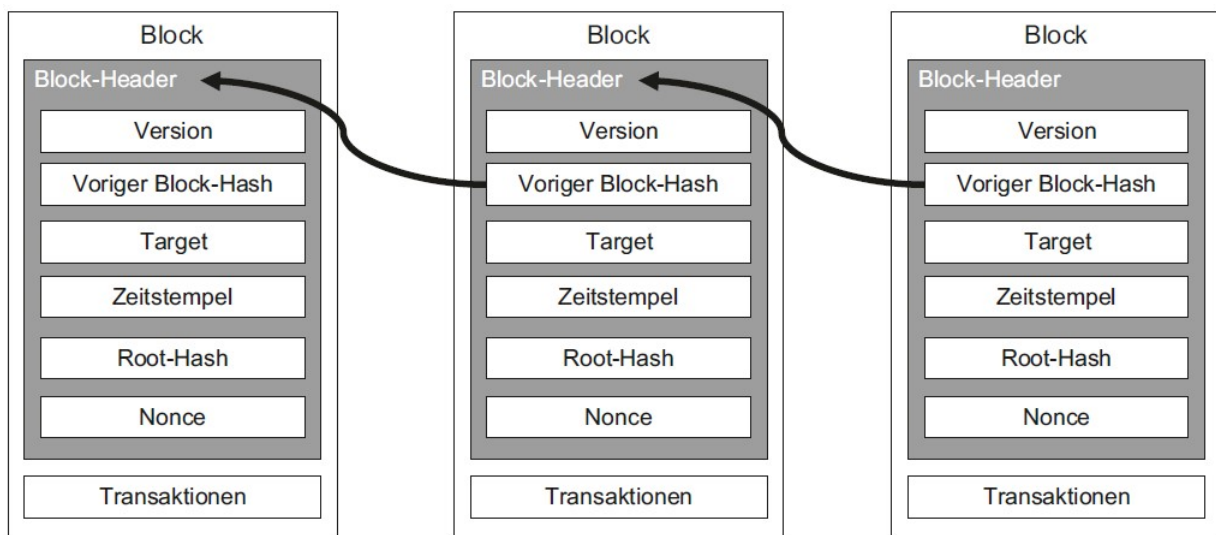 Block
Block-Header
Version
Voriger Block-Hash
Target
Zeitstempel
Root-Hash
Nonce
Transaktionen
Block
Block-Header
Version
Voriger Block-Hash
Target
Zeitstempel
Root-Hash
Nonce
Transaktionen
Block
Block-Header
Version
Voriger Block-Hash
Target
Zeitstempel
Root-Hash
Nonce
Transaktionen